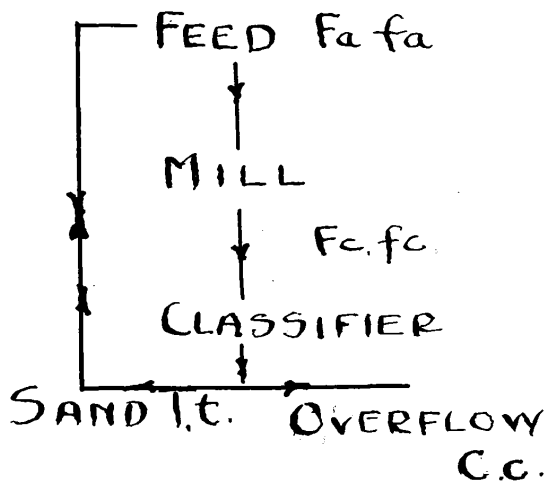 FEED Fa fa
MILL
Fc. fc
CLASSIFIER
SAND T.t. OVERFLOW
C.c.